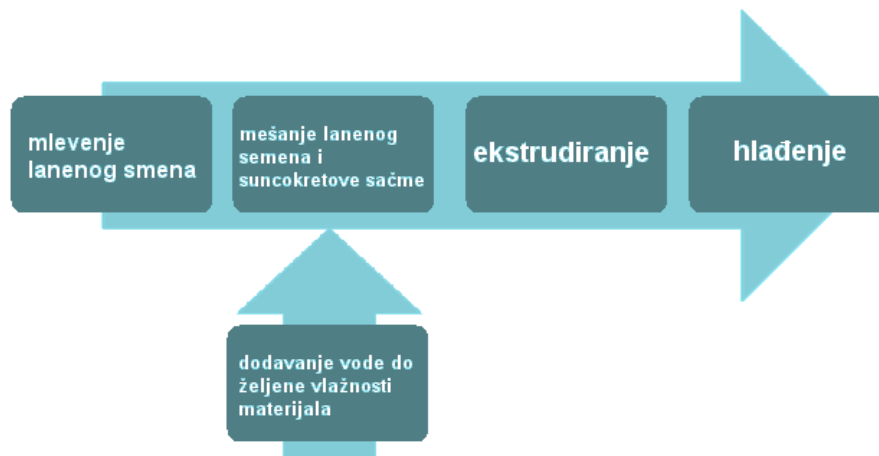 mlevenje
lanenog smena
mešanje lanenog
semena i
suncokretove sačme
ekstrudiranje
hlađenje
dodavanje vode do
željene vlažnosti
materijala